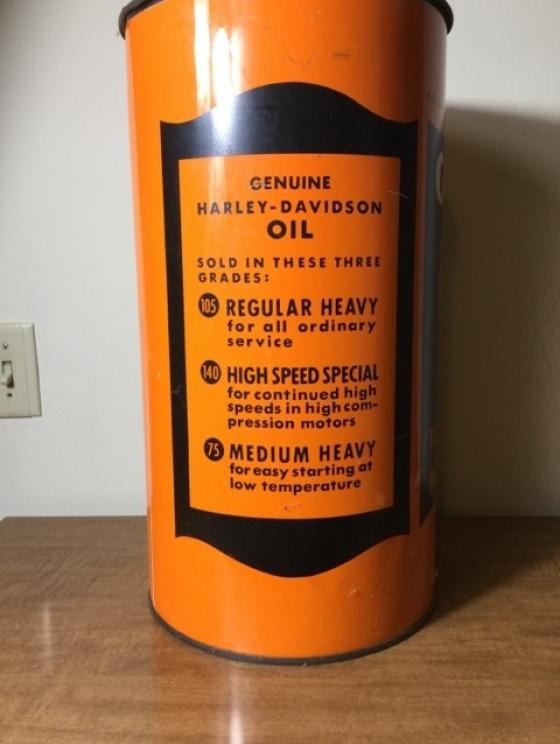 GENUINE
HARLEY-DAVIDSON
OIL
SOLD IN THESE THREE
GRADES:
105 REGULAR HEAVY
for all ordinary
service
140 HIGH SPEED SPECIAL
for continued high
speeds in high com-
pression motors
75 MEDIUM HEAVY
for easy starting at
low temperature